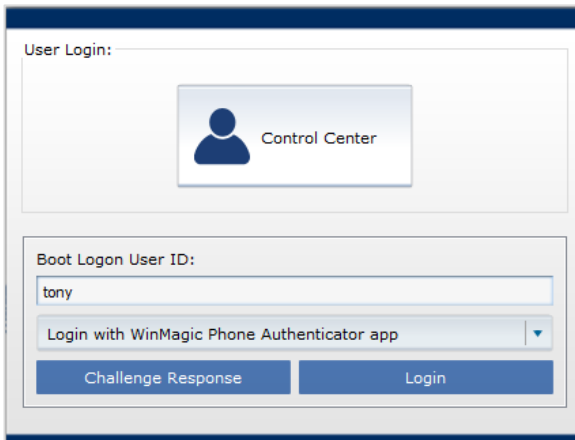 User Login:
Control Center
Boot Logon User ID:
tony
Login with WinMagic Phone Authenticator app
Challenge Response
Login